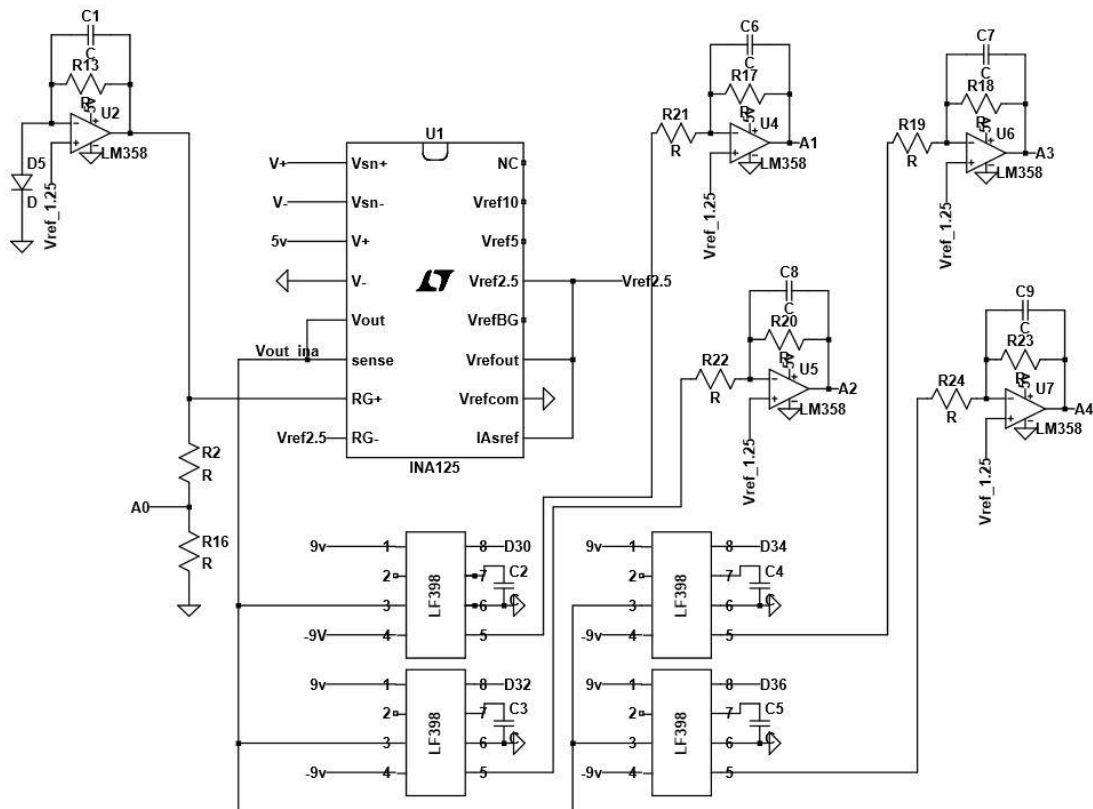 C1
C
R13
R
5v
U2
LM358
D5
D
Vref_1.25
C6
C
R17
R
5v
U4
R21
R
LM358
A1
Vref_1.25
C7
C
R18
R
5v
U6
R19
R
LM358
A3
Vref_1.25
U1
V+
Vsn+
NC
V-
Vsn-
Vref10
5v
V+
Vref5
V-
Vref2.5
Vref2.5
Vout
VrefBG
Vout_ina
sense
Vrefout
RG+
Vrefcom
Vref2.5
RG-
IAsref
INA125
C8
C
R20
R
5v
U5
R22
R
LM358
A2
Vref_1.25
C9
C
R23
R
5v
U7
R24
R
LM358
A4
Vref_1.25
R2
R
A0
R16
R
9v 1 8 D30
2 7 C2
3 6 C
-9V 4 5
LF398
9v 1 8 D34
2 7 C4
3 6 C
-9v 4 5
LF398
9v 1 8 D32
2 7 C3
3 6 C
-9v 4 5
LF398
9v 1 8 D36
2 7 C5
3 6 C
-9v 4 5
LF398